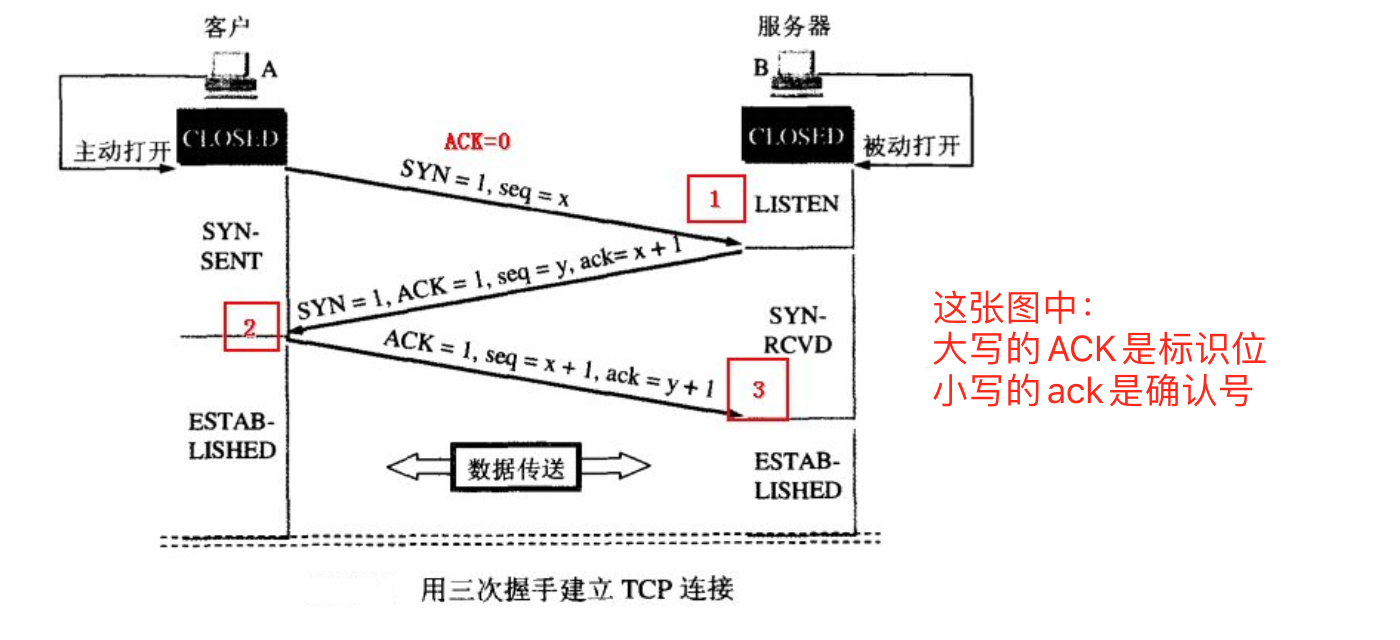 客户
服务器
A
B
CLOSED
CLOSED
主动打开
被动打开
ACK=0
SYN = 1, seq = x
1
LISTEN
SYN-
SENT
SYN = 1, ACK = 1, seq = y, ack= x + 1
2
SYN-
RCVD
ACK = 1, seq = x + 1, ack = y + 1
3
ESTAB-
LISHED
数据传送
ESTAB-
LISHED
用三次握手建立 TCP 连接
这张图中：
大写的ACK是标识位
小写的ack是确认号